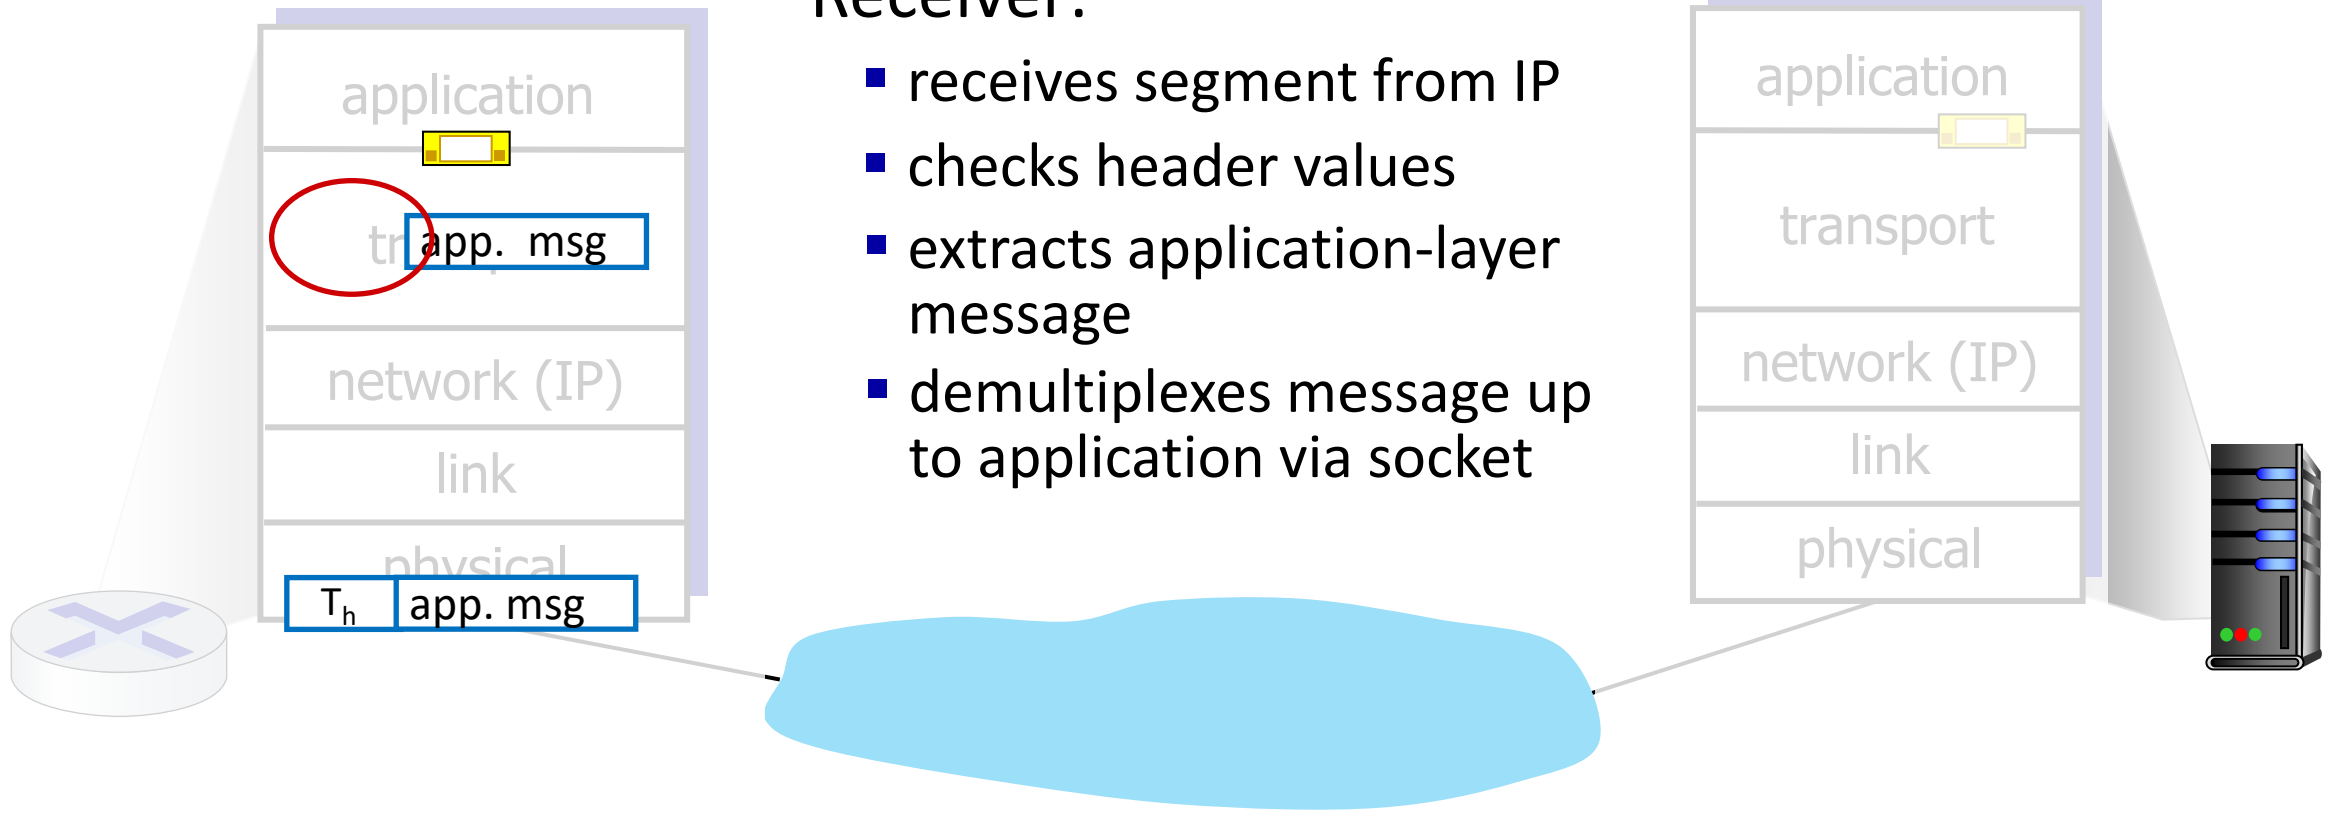 Receiver:
receives segment from IP
checks header values
extracts application-layer
message
demultiplexes message up
to application via socket
application
app. msg
network (IP)
link
physical
Th app. msg
application
transport
network (IP)
link
physical